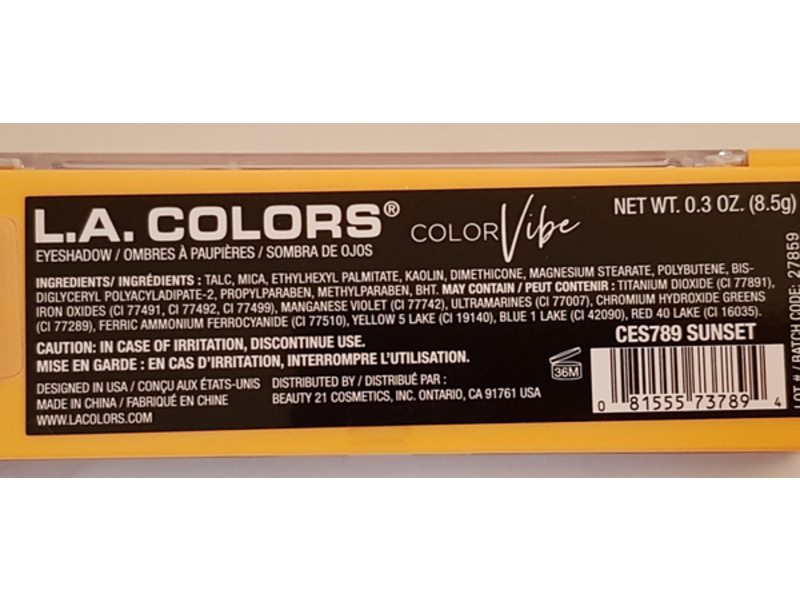 L.A. COLORS® COLOR Vibe NET WT. 0.3 OZ. (8.5g)
EYESHADOW / OMBRES À PAUPIÈRES / SOMBRA DE OJOS
INGREDIENTS/ INGRÉDIENTS : TALC, MICA, ETHYLHEXYL PALMITATE, KAOLIN, DIMETHICONE, MAGNESIUM STEARATE, POLYBUTENE, BIS-
DIGLYCERYL POLYACYLADIPATE-2, PROPYLPARABEN, METHYLPARABEN, BHT. MAY CONTAIN / PEUT CONTENIR : TITANIUM DIOXIDE (CI 77891),
IRON OXIDES (CI 77491, CI 77492, CI 77499), MANGANESE VIOLET (CI 77742), ULTRAMARINES (CI 77007), CHROMIUM HYDROXIDE GREENS
(CI 77289), FERRIC AMMONIUM FERROCYANIDE (CI 77510), YELLOW 5 LAKE (CI 19140), BLUE 1 LAKE (CI 42090), RED 40 LAKE (CI 16035).
CAUTION: IN CASE OF IRRITATION, DISCONTINUE USE.
MISE EN GARDE : EN CAS D'IRRITATION, INTERROMPRE L'UTILISATION.
DESIGNED IN USA / CONÇU AUX ÉTATS-UNIS
MADE IN CHINA / FABRIQUÉ EN CHINE
WWW.LACOLORS.COM
DISTRIBUTED BY / DISTRIBUÉ PAR :
BEAUTY 21 COSMETICS, INC. ONTARIO, CA 91761 USA
36M
CES789 SUNSET
0 81555 73789 4
LOT # / BATCH CODE: 27859